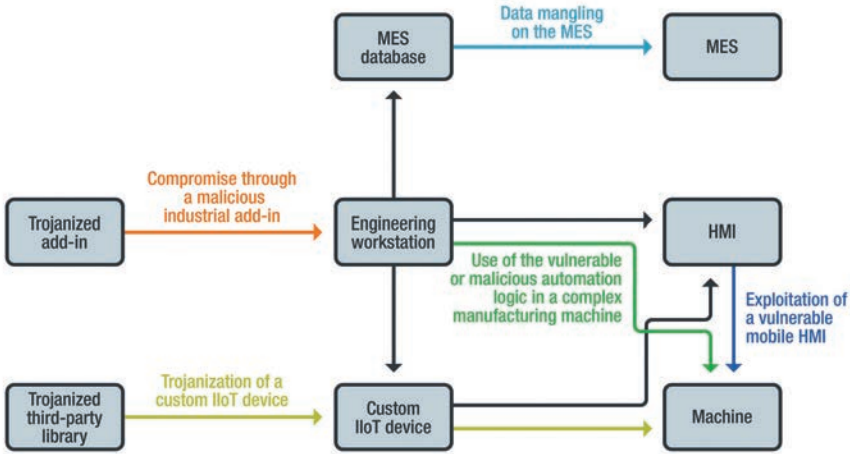 MES
database
Data mangling
on the MES
MES
Trojanized
add-in
Compromise through
a malicious
industrial add-in
Engineering
workstation
HMI
Use of the vulnerable
or malicious automation
logic in a complex
manufacturing machine
Exploitation of
a vulnerable
mobile HMI
Trojanized
third-party
library
Trojanization of a
custom IIoT device
Custom
IIoT device
Machine